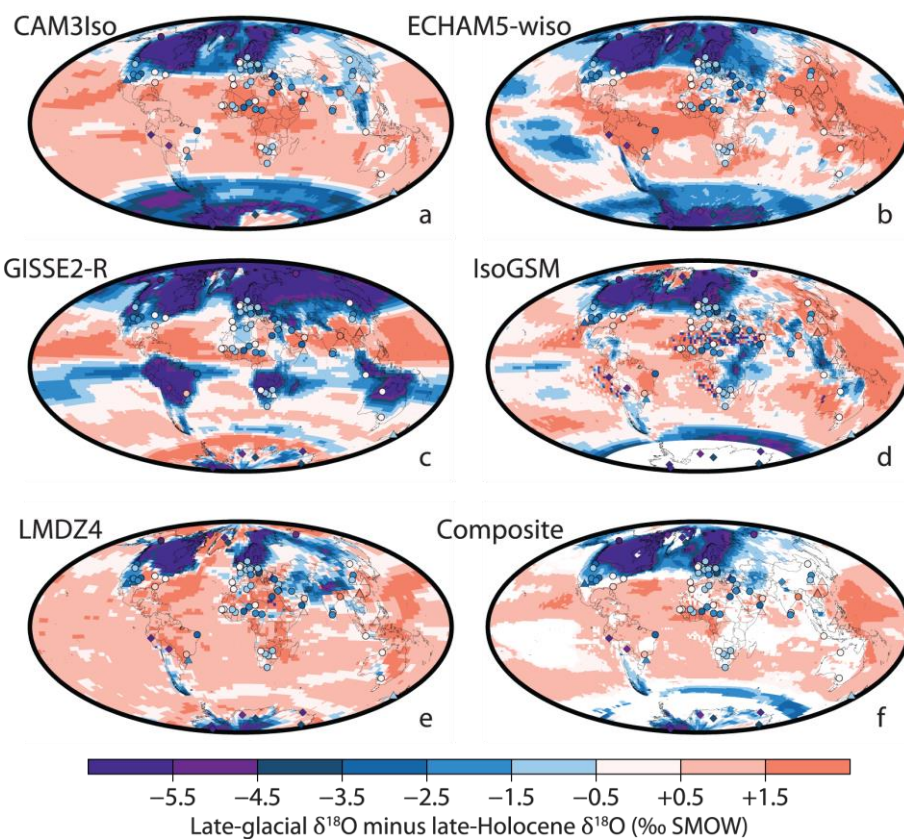 CAM3Iso ECHAM5-wiso
a b
GISSE2-R IsoGSM
c d
LMDZ4 Composite
e f
−5.5 −4.5 −3.5 −2.5 −1.5 −0.5 +0.5 +1.5
Late-glacial δ¹⁸O minus late-Holocene δ¹⁸O (‰ SMOW)